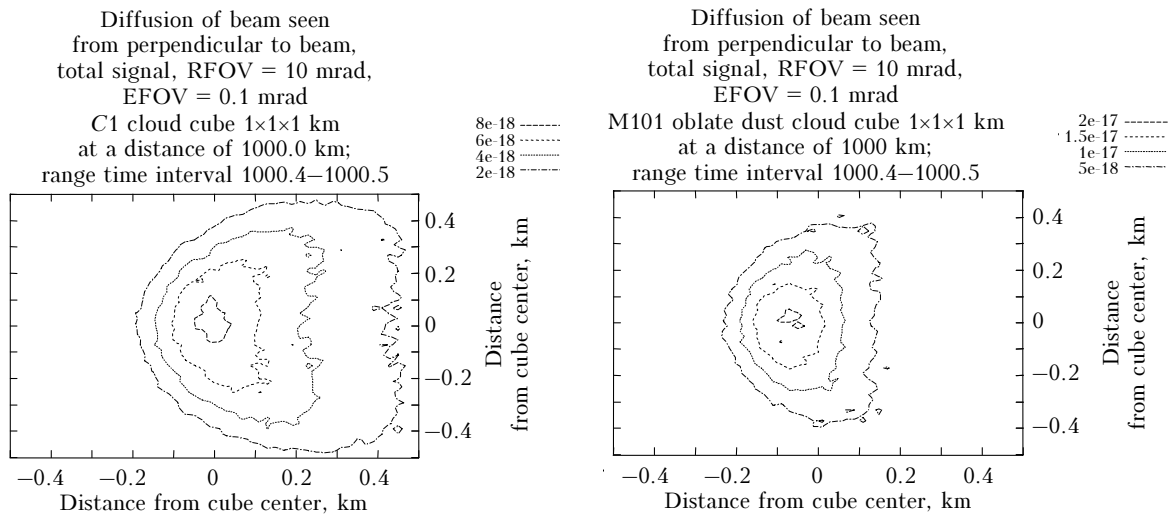 Diffusion of beam seen
from perpendicular to beam,
total signal, RFOV = 10 mrad,
EFOV = 0.1 mrad
C1 cloud cube 1×1×1 km
at a distance of 1000.0 km;
range time interval 1000.4−1000.5
8e-18
6e-18
4e-18
2e-18
0.4
0.2
0
−0.2
−0.4
Distance
from cube center, km
−0.4 −0.2 0 0.2 0.4
Distance from cube center, km
Diffusion of beam seen
from perpendicular to beam,
total signal, RFOV = 10 mrad,
EFOV = 0.1 mrad
M101 oblate dust cloud cube 1×1×1 km
at a distance of 1000 km;
range time interval 1000.4−1000.5
2e-17
1.5e-17
1e-17
5e-18
0.4
0.2
0
−0.2
−0.4
Distance
from cube center, km
−0.4 −0.2 0 0.2 0.4
Distance from cube center, km